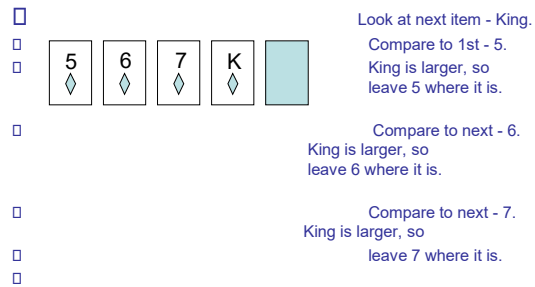 Look at next item - King.
Compare to 1st - 5.
5 6 7 K
King is larger, so
leave 5 where it is.
Compare to next - 6.
King is larger, so
leave 6 where it is.
Compare to next - 7.
King is larger, so
leave 7 where it is.